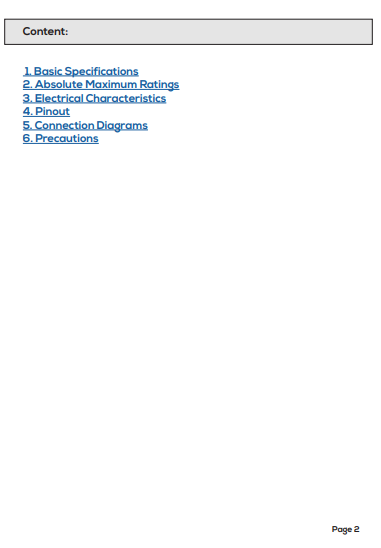 Content:
1. Basic Specifications
2. Absolute Maximum Ratings
3. Electrical Characteristics
4. Pinout
5. Connection Diagrams
6. Precautions
Page 2